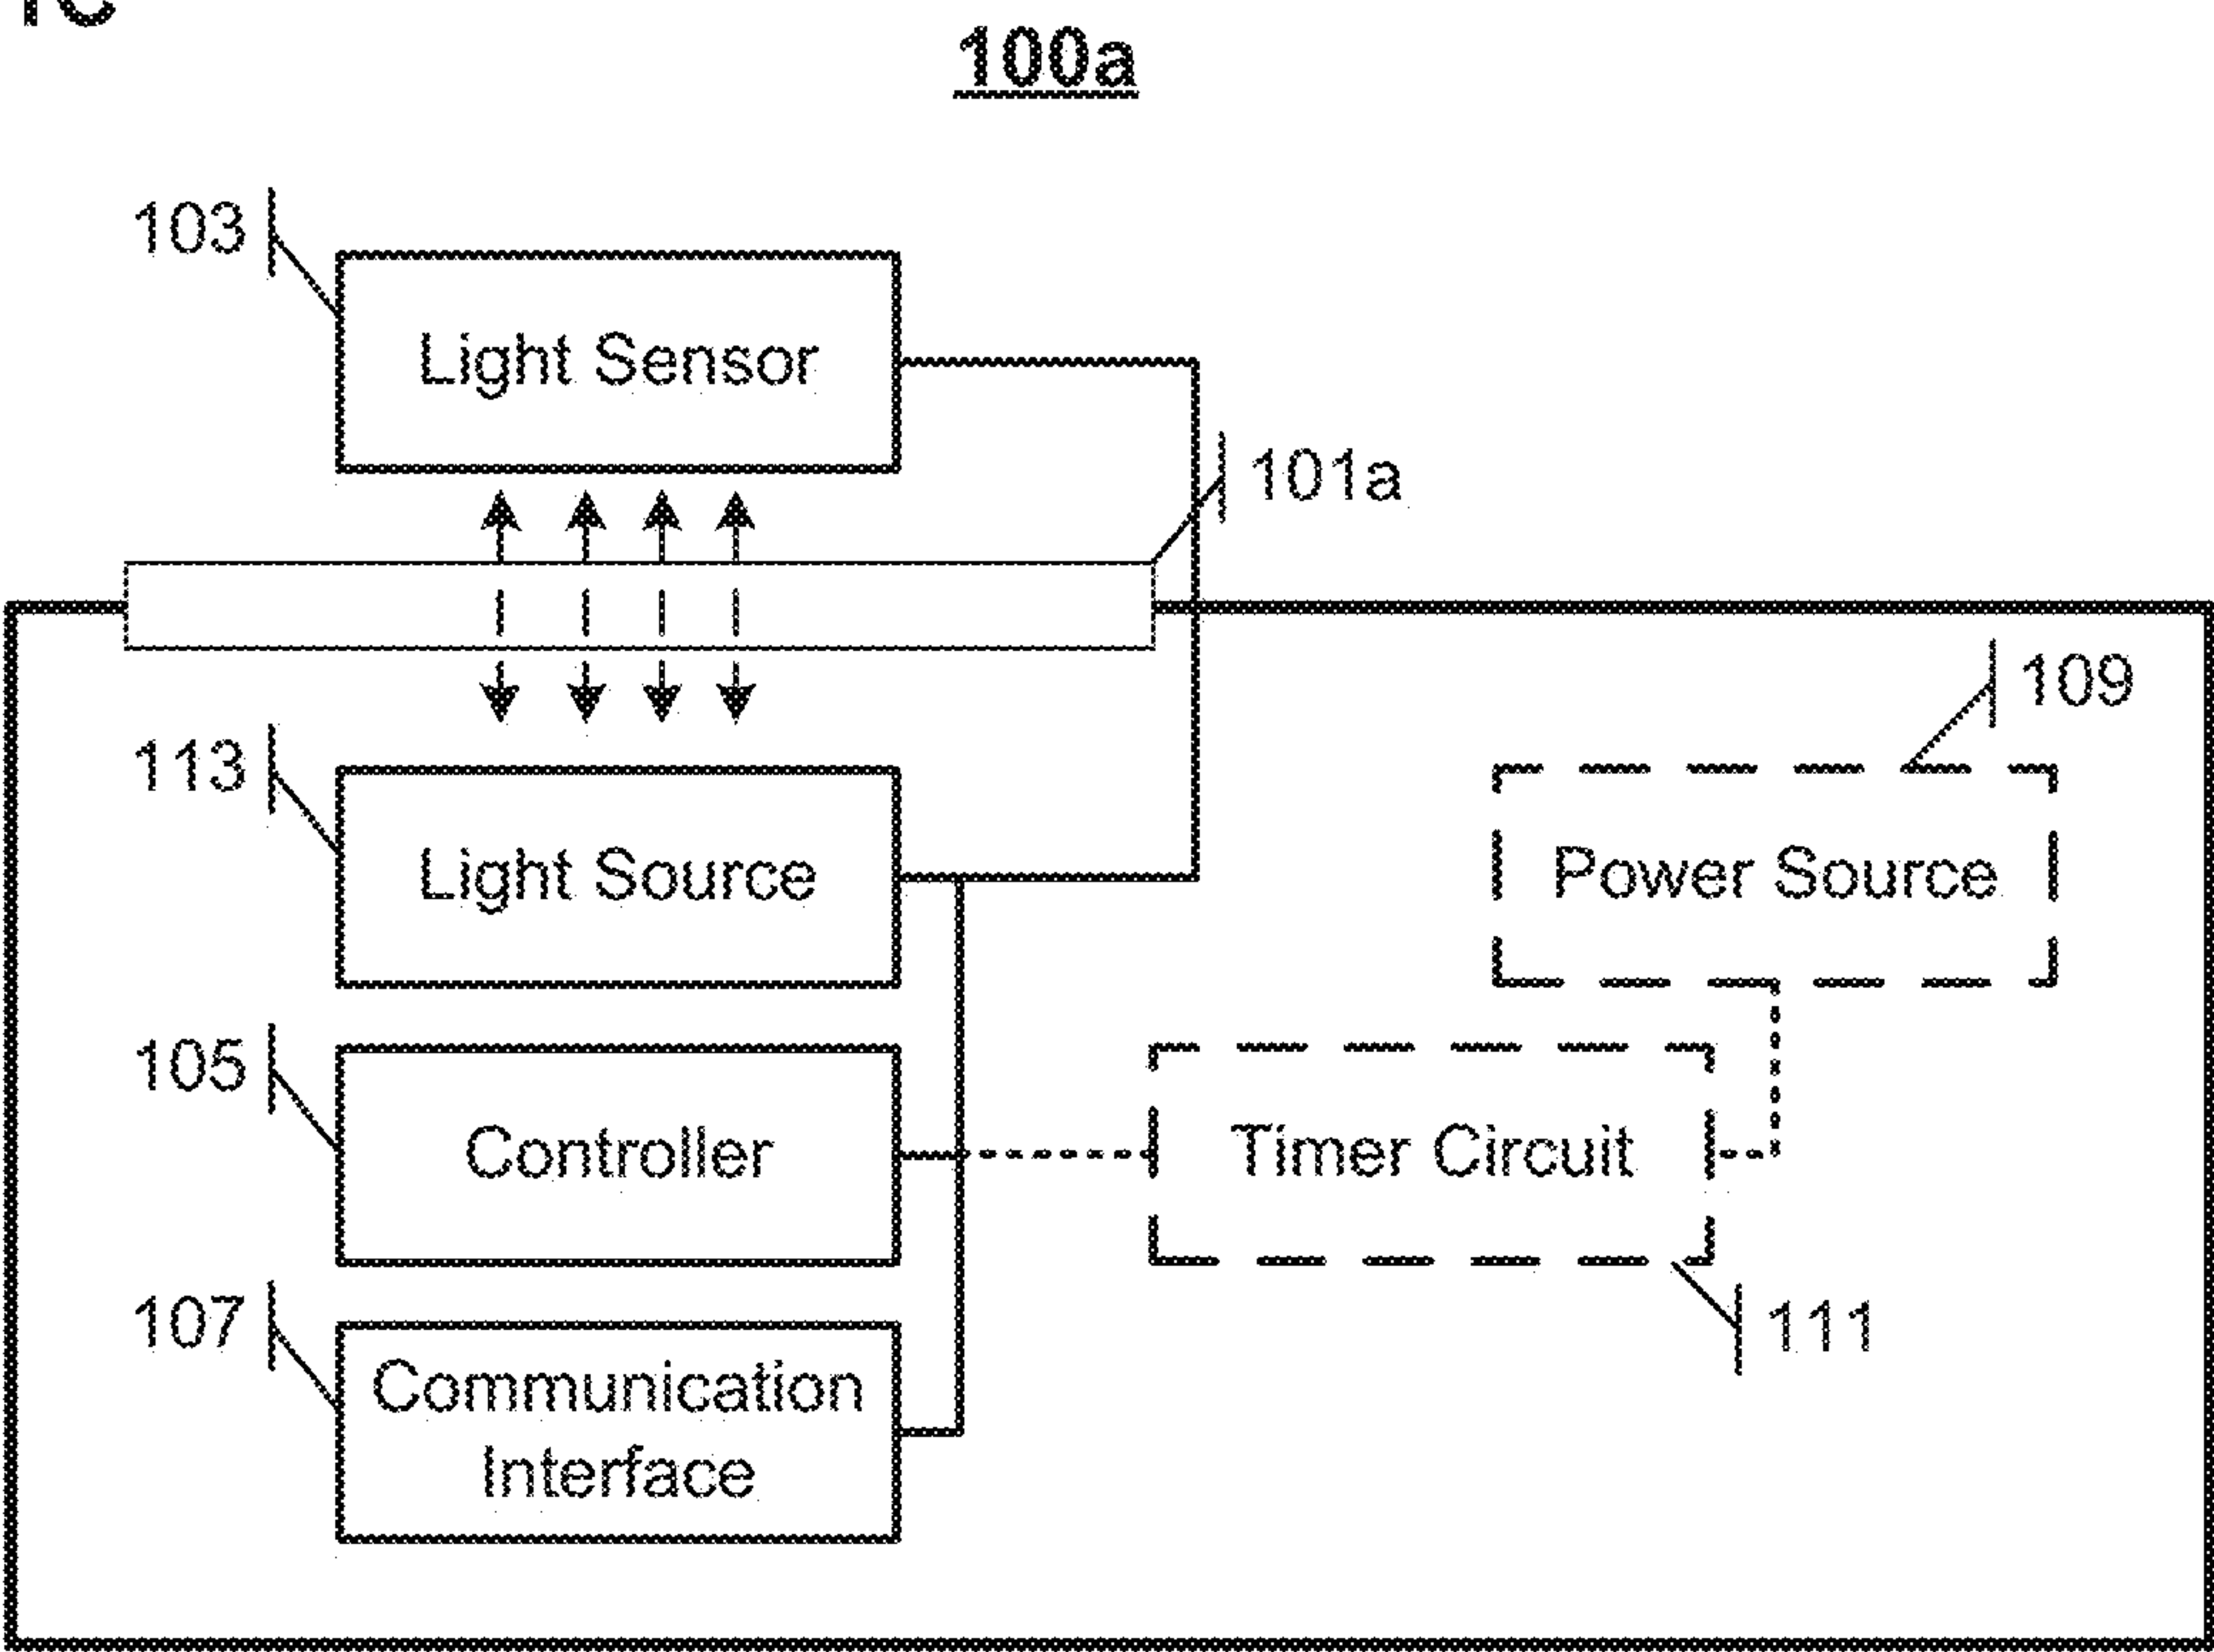 100a
103
Light Sensor
101a
109
113
Light Source
Power Source
105
Controller
Timer Circuit
107
Communication
Interface
111